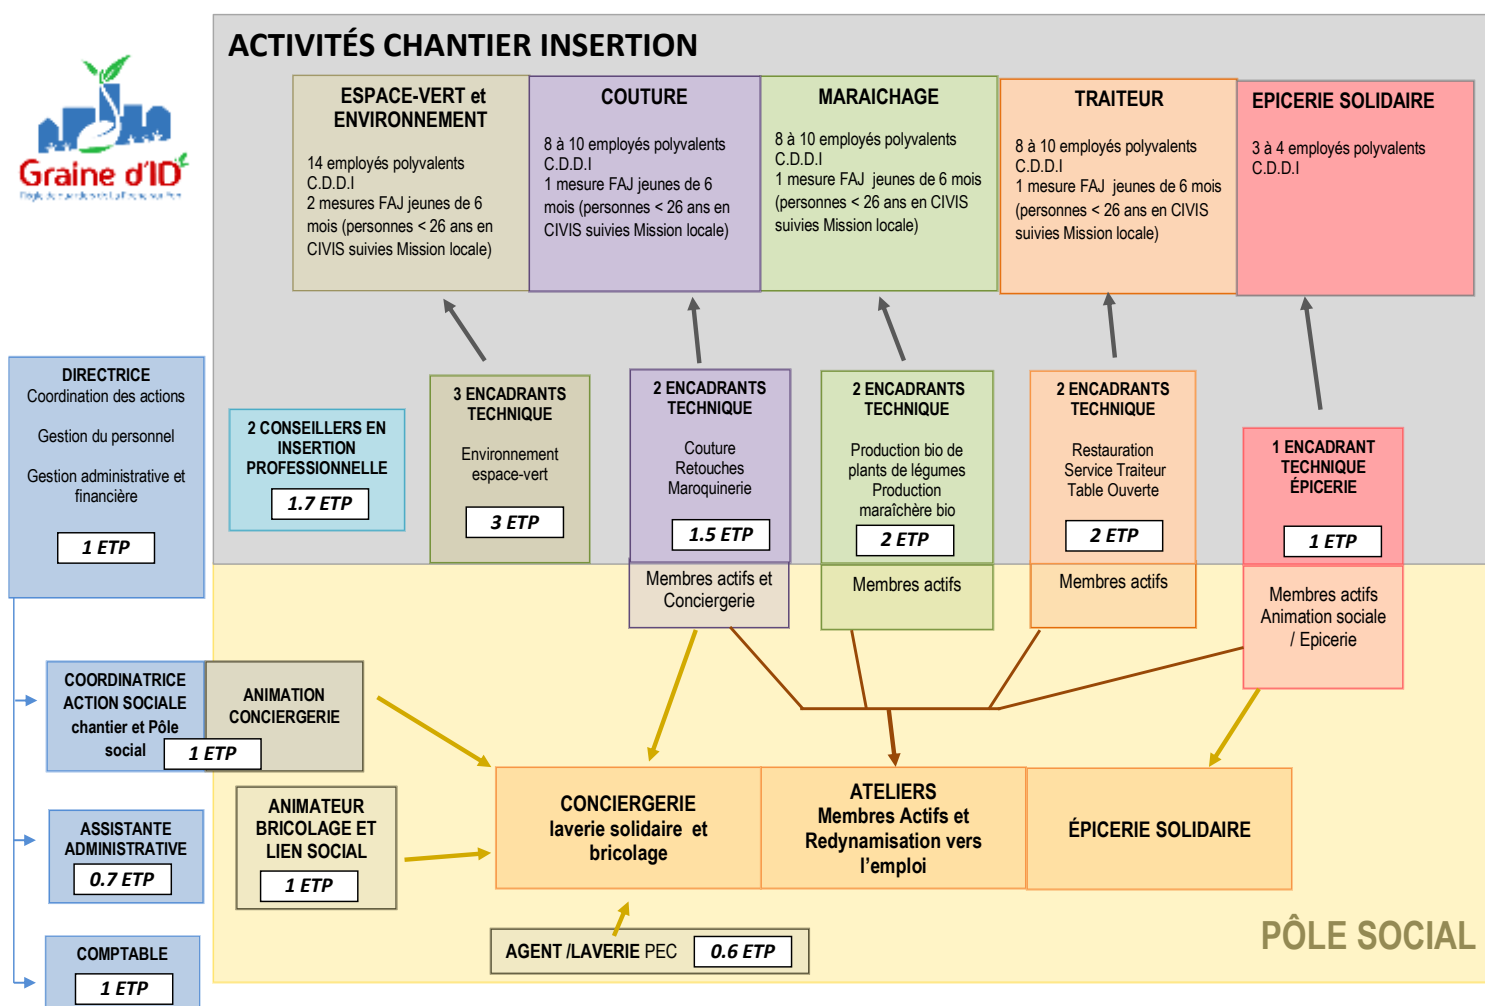 ACTIVITÉS CHANTIER INSERTION
Graine d'ID
ESPACE-VERT et
ENVIRONNEMENT
14 employés polyvalents
C.D.D.I
2 mesures FAJ jeunes de 6
mois (personnes < 26 ans en
CIVIS suivies Mission locale)
COUTURE
8 à 10 employés polyvalents
C.D.D.I
1 mesure FAJ jeunes de 6
mois (personnes < 26 ans en
CIVIS suivies Mission locale)
MARAICHAGE
8 à 10 employés polyvalents
C.D.D.I
1 mesure FAJ  jeunes de 6 mois
(personnes < 26 ans en CIVIS
suivies Mission locale)
TRAITEUR
8 à 10 employés polyvalents
C.D.D.I
1 mesure FAJ  jeunes de 6 mois
(personnes < 26 ans en CIVIS
suivies Mission locale)
EPICERIE SOLIDAIRE
3 à 4 employés polyvalents
C.D.D.I
DIRECTRICE
Coordination des actions
Gestion du personnel
Gestion administrative et
financière
1 ETP
2 CONSEILLERS EN
INSERTION
PROFESSIONNELLE
1.7 ETP
3 ENCADRANTS
TECHNIQUE
Environnement
espace-vert
3 ETP
2 ENCADRANTS
TECHNIQUE
Couture
Retouches
Maroquinerie
1.5 ETP
2 ENCADRANTS
TECHNIQUE
Production bio de
plants de légumes
Production
maraîchère bio
2 ETP
2 ENCADRANTS
TECHNIQUE
Restauration
Service Traiteur
Table Ouverte
2 ETP
1 ENCADRANT
TECHNIQUE
ÉPICERIE
1 ETP
Membres actifs et
Conciergerie
Membres actifs
Membres actifs
Membres actifs
Animation sociale
/ Epicerie
COORDINATRICE
ACTION SOCIALE
chantier et Pôle
social
ANIMATION
CONCIERGERIE
1 ETP
ASSISTANTE
ADMINISTRATIVE
0.7 ETP
ANIMATEUR
BRICOLAGE ET
LIEN SOCIAL
1 ETP
CONCIERGERIE
laverie solidaire  et
bricolage
ATELIERS
Membres Actifs et
Redynamisation vers
l'emploi
ÉPICERIE SOLIDAIRE
COMPTABLE
1 ETP
AGENT /LAVERIE PEC
0.6 ETP
PÔLE SOCIAL